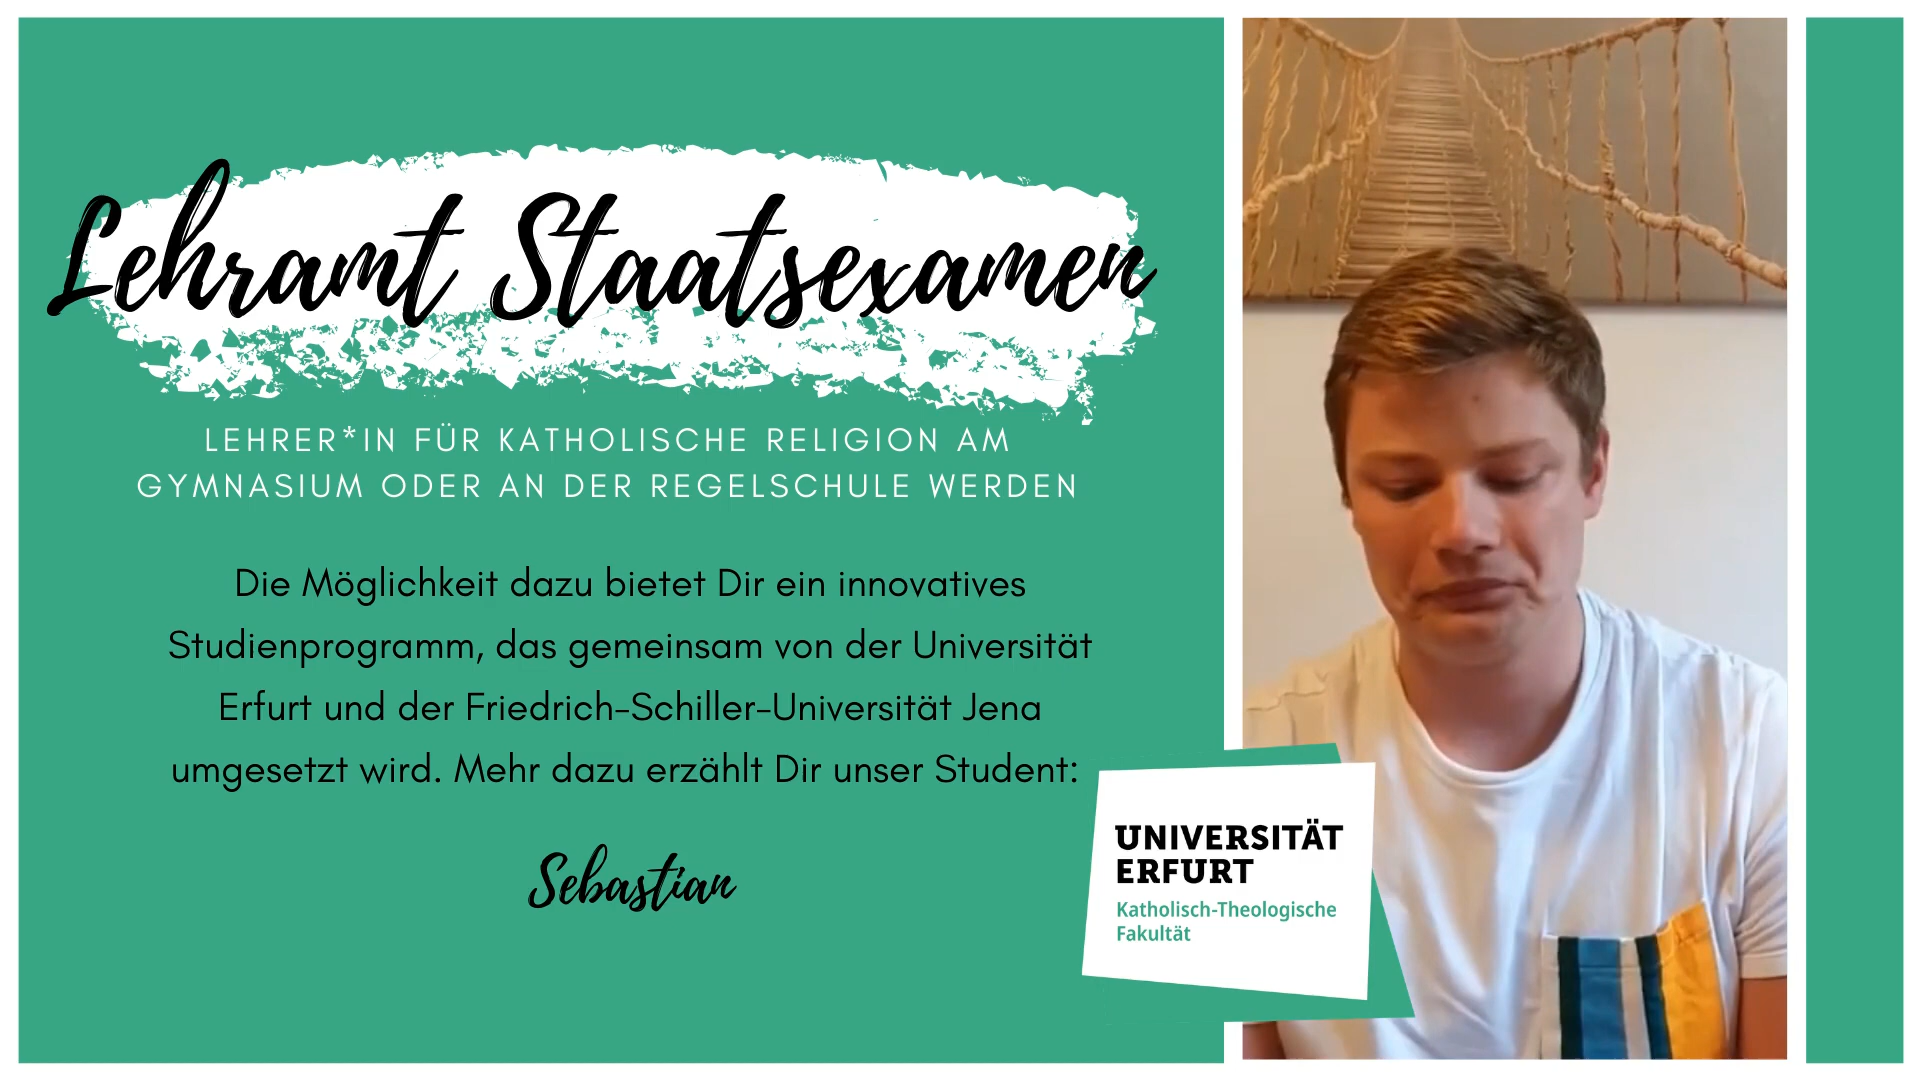 Lehramt Staatsexamen
LEHRER*IN FÜR KATHOLISCHE RELIGION AM
GYMNASIUM ODER AN DER REGELSCHULE WERDEN
Die Möglichkeit dazu bietet Dir ein innovatives
Studienprogramm, das gemeinsam von der Universität
Erfurt und der Friedrich-Schiller-Universität Jena
umgesetzt wird. Mehr dazu erzählt Dir unser Student:
Sebastian
UNIVERSITÄT
ERFURT
Katholisch-Theologische
Fakultät